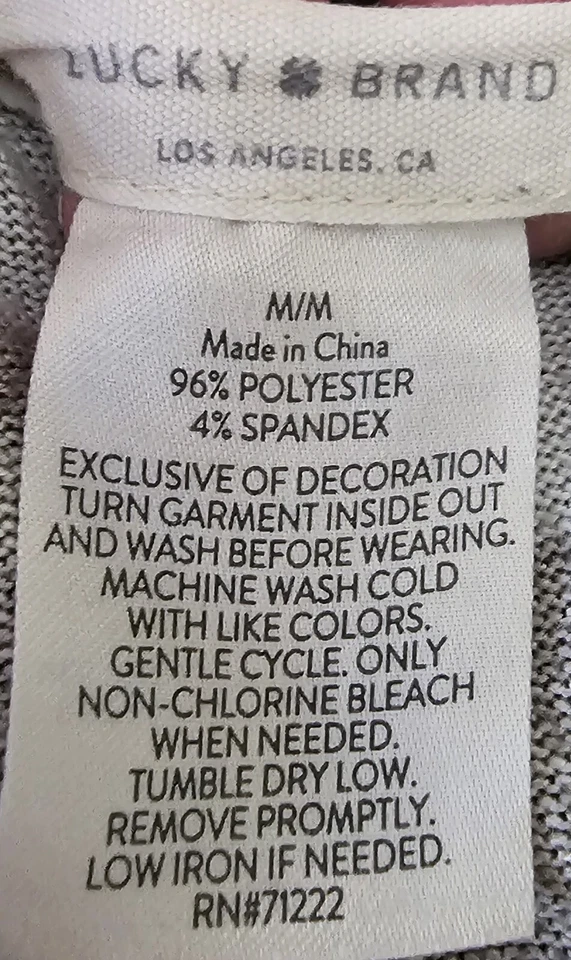 LUCKY BRAND
LOS ANGELES, CA
M/M
Made in China
96% POLYESTER
4% SPANDEX
EXCLUSIVE OF DECORATION
TURN GARMENT INSIDE OUT
AND WASH BEFORE WEARING.
MACHINE WASH COLD
WITH LIKE COLORS.
GENTLE CYCLE. ONLY
NON-CHLORINE BLEACH
WHEN NEEDED.
TUMBLE DRY LOW.
REMOVE PROMPTLY.
LOW IRON IF NEEDED.
RN#71222